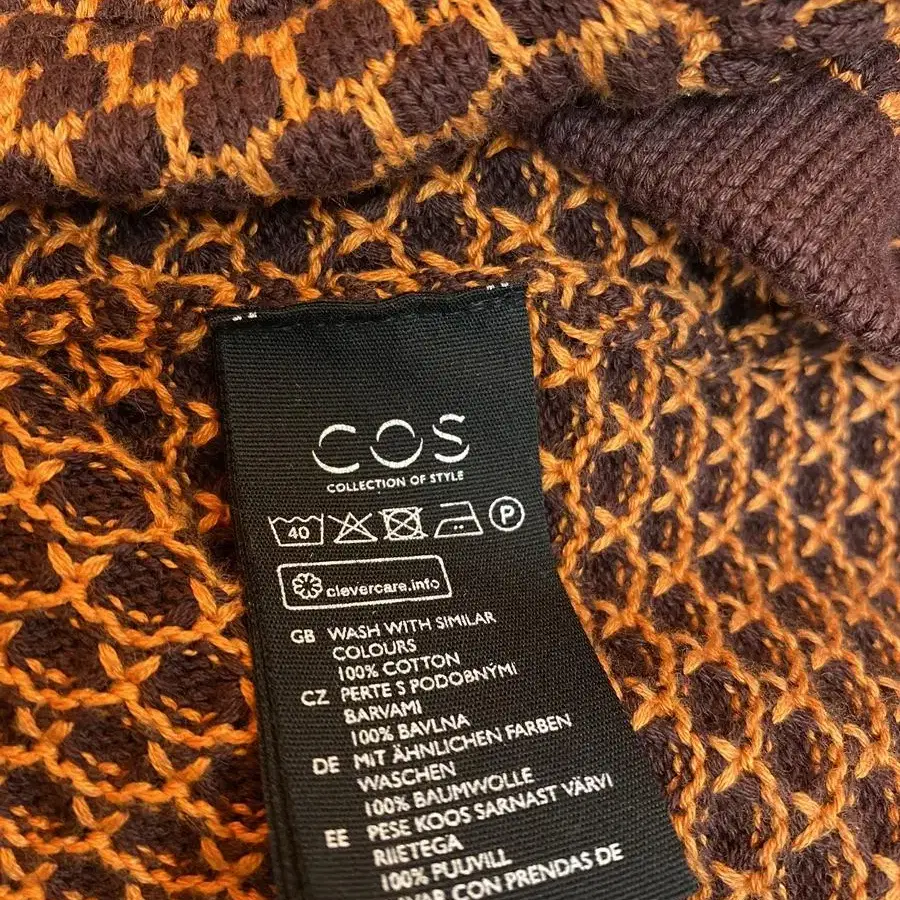 COS
COLLECTION OF STYLE
40
P
clevercare.info
GB WASH WITH SIMILAR
COLOURS
100% COTTON
CZ PERTE S PODOBNÝMI
BARVAMI
100% BAVLNA
DE MIT ÄHNLICHEN FARBEN
WASCHEN
100% BAUMWOLLE
EE PESE KOOS SARNAST VÄRVI
RIIETEGA
100% PUUVILL
CON PRENDAS DE